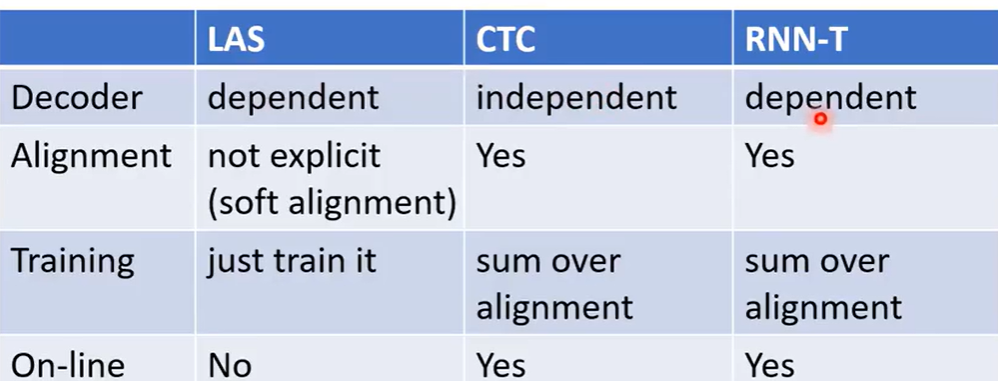 LAS CTC RNN-T
Decoder dependent independent dependent
Alignment not explicit Yes Yes
(soft alignment)
Training just train it sum over sum over
alignment alignment
On-line No Yes Yes